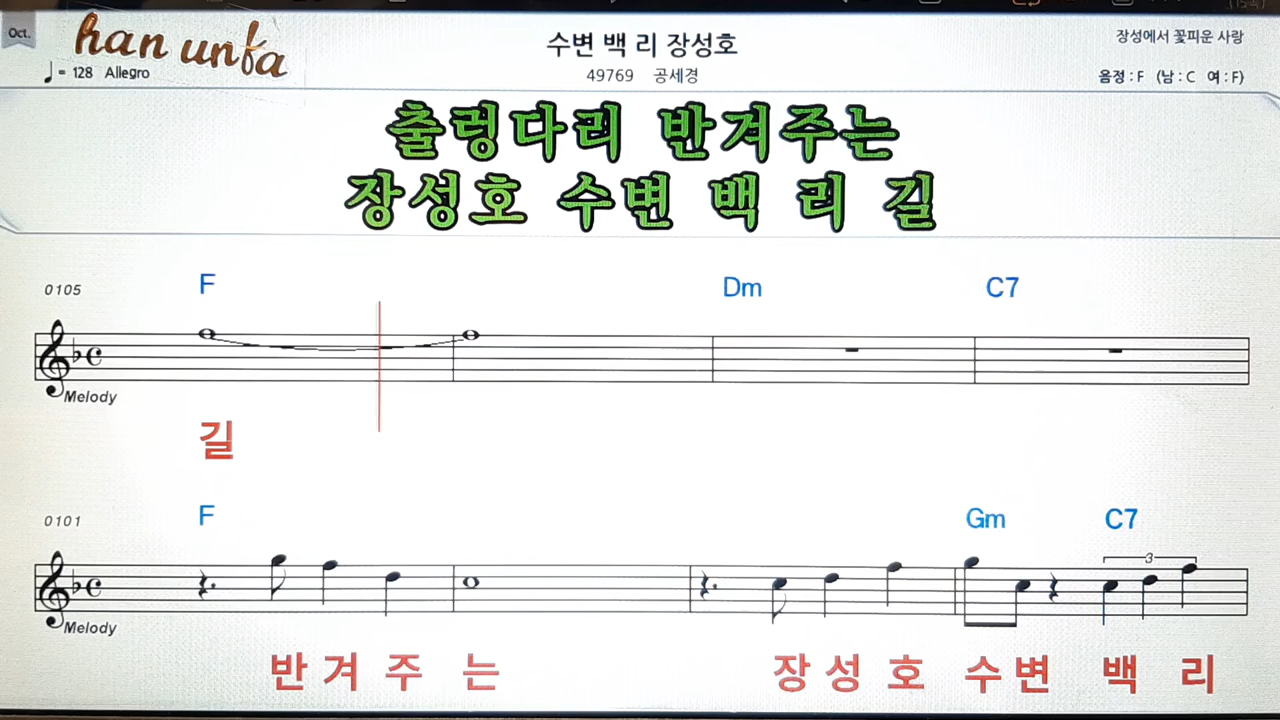 Oct.
han unfa
수변 백 리 장성호
장성에서 꽃피운 사랑
♩= 128 Allegro
49769 공세경
음정 : F (남 : C 여 : F)
출렁다리 반겨주는
장성호 수변 백 리 길
0105
F Dm C7
Melody
길
0101
F Gm C7
3
Melody
반 겨 주 는 장 성 호 수 변 백 리